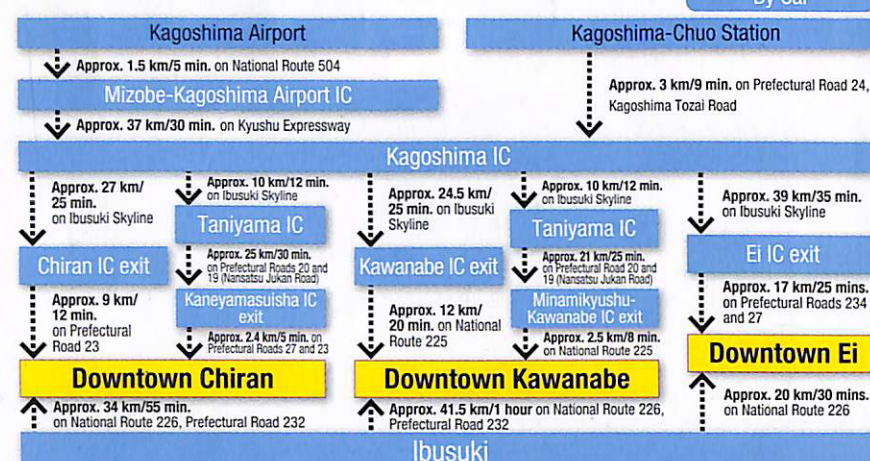 By Car
Kagoshima Airport
Kagoshima-Chuo Station
Approx. 1.5 km/5 min. on National Route 504
Mizobe-Kagoshima Airport IC
Approx. 37 km/30 min. on Kyushu Expressway
Approx. 3 km/9 min. on Prefectural Road 24,
Kagoshima Tozai Road
Kagoshima IC
Approx. 27 km/
25 min.
on Ibusuki Skyline
Chiran IC exit
Approx. 9 km/
12 min.
on Prefectural
Road 23
Approx. 10 km/12 min.
on Ibusuki Skyline
Taniyama IC
Approx. 25 km/30 min.
on Prefectural Roads 20 and
19 (Nansatsu Jukan Road)
Kaneyamasuisha IC
exit
Approx. 2.4 km/5 min. on
Prefectural Roads 27 and 23
Downtown Chiran
Approx. 34 km/55 min.
on National Route 226, Prefectural Road 232
Approx. 24.5 km/
25 min. on Ibusuki
Skyline
Kawanabe IC exit
Approx. 12 km/
20 min. on National
Route 225
Approx. 10 km/12 min.
on Ibusuki Skyline
Taniyama IC
Approx. 21 km/25 min.
on Prefectural Road 20 and
19 (Nansatsu Jukan Road)
Minamikyushu-
Kawanabe IC exit
Approx. 2.5 km/8 min.
on National Route 225
Downtown Kawanabe
Approx. 41.5 km/1 hour on National Route 226,
Prefectural Road 232
Approx. 39 km/35 min.
on Ibusuki Skyline
Ei IC exit
Approx. 17 km/25 mins.
on Prefectural Roads 234
and 27
Downtown Ei
Approx. 20 km/30 mins.
on National Route 226
Ibusuki